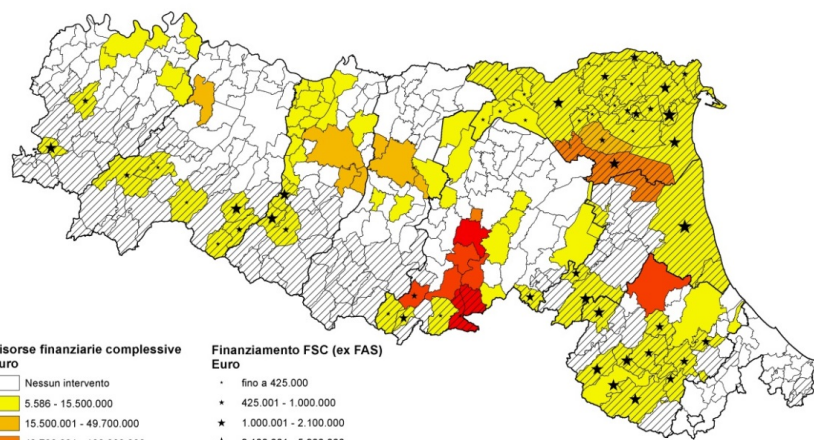 isorse finanziarie complessive
uro
Nessun intervento
5.586 - 15.500.000
15.500.001 - 49.700.000
Finanziamento FSC (ex FAS)
Euro
fino a 425.000
425.001 - 1.000.000
1.000.001 - 2.100.000